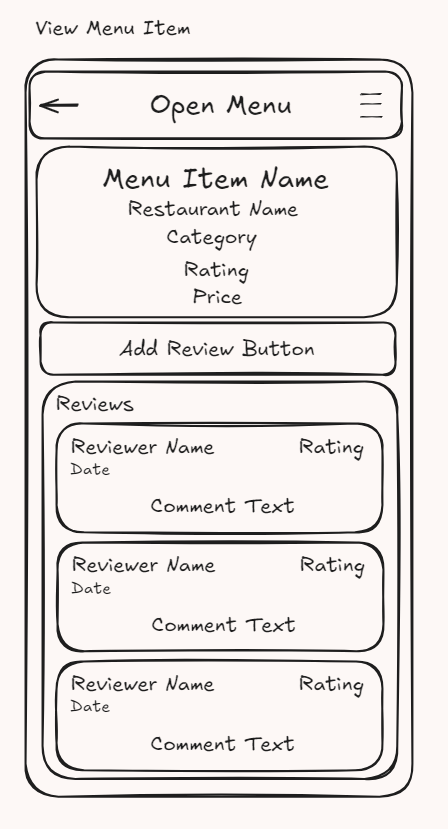 View Menu Item
Open Menu
Menu Item Name
Restaurant Name
Category
Rating
Price
Add Review Button
Reviews
Reviewer Name Rating
Date
Comment Text
Reviewer Name Rating
Date
Comment Text
Reviewer Name Rating
Date
Comment Text